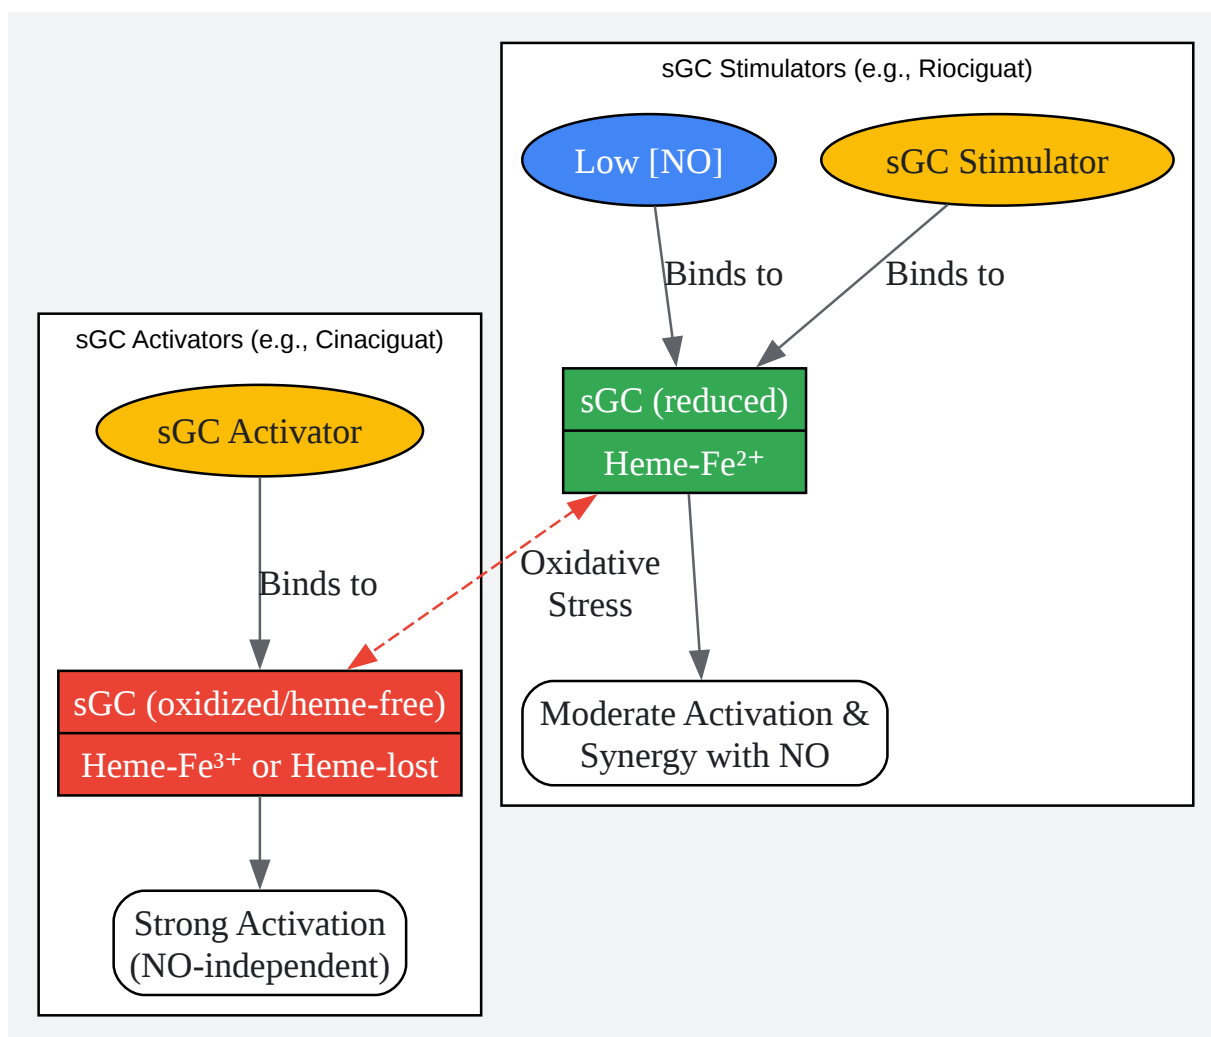 sGC Stimulators (e.g., Riociguat)
Low [NO]
sGC Stimulator
Binds to
Binds to
sGC (reduced)
Heme-Fe²⁺
Oxidative
Stress
Moderate Activation &
Synergy with NO
sGC Activators (e.g., Cinaciguat)
sGC Activator
Binds to
sGC (oxidized/heme-free)
Heme-Fe³⁺ or Heme-lost
Strong Activation
(NO-independent)